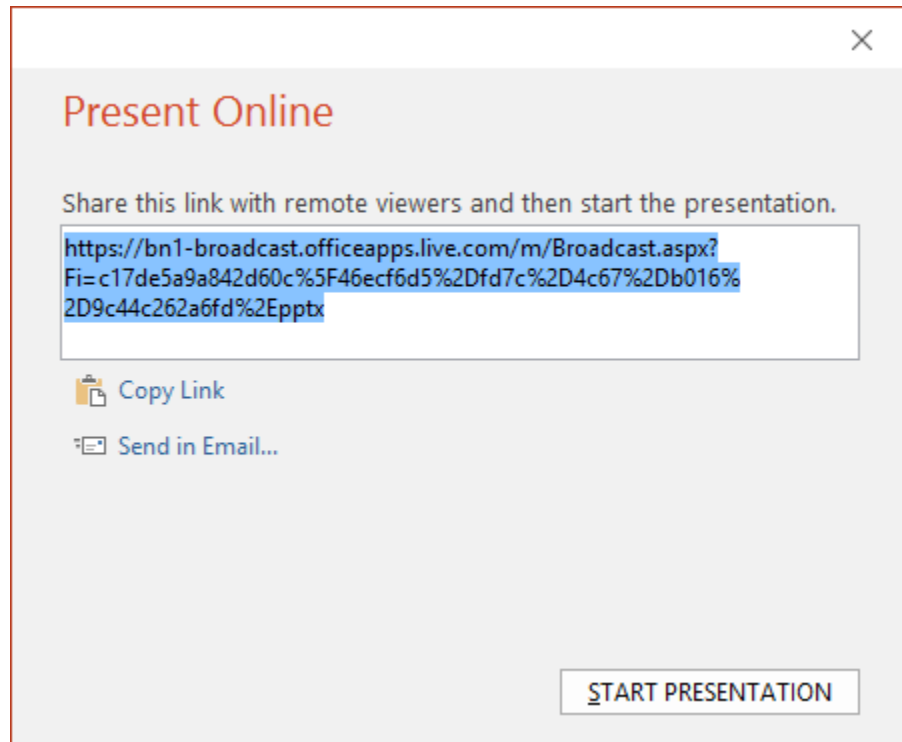 Present Online
Share this link with remote viewers and then start the presentation.
https://bn1-broadcast.officeapps.live.com/m/Broadcast.aspx?
Fi=c17de5a9a842d60c%5F46ecf6d5%2Dfd7c%2D4c67%2Db016%
2D9c44c262a6fd%2Epptx
Copy Link
Send in Email...
START PRESENTATION